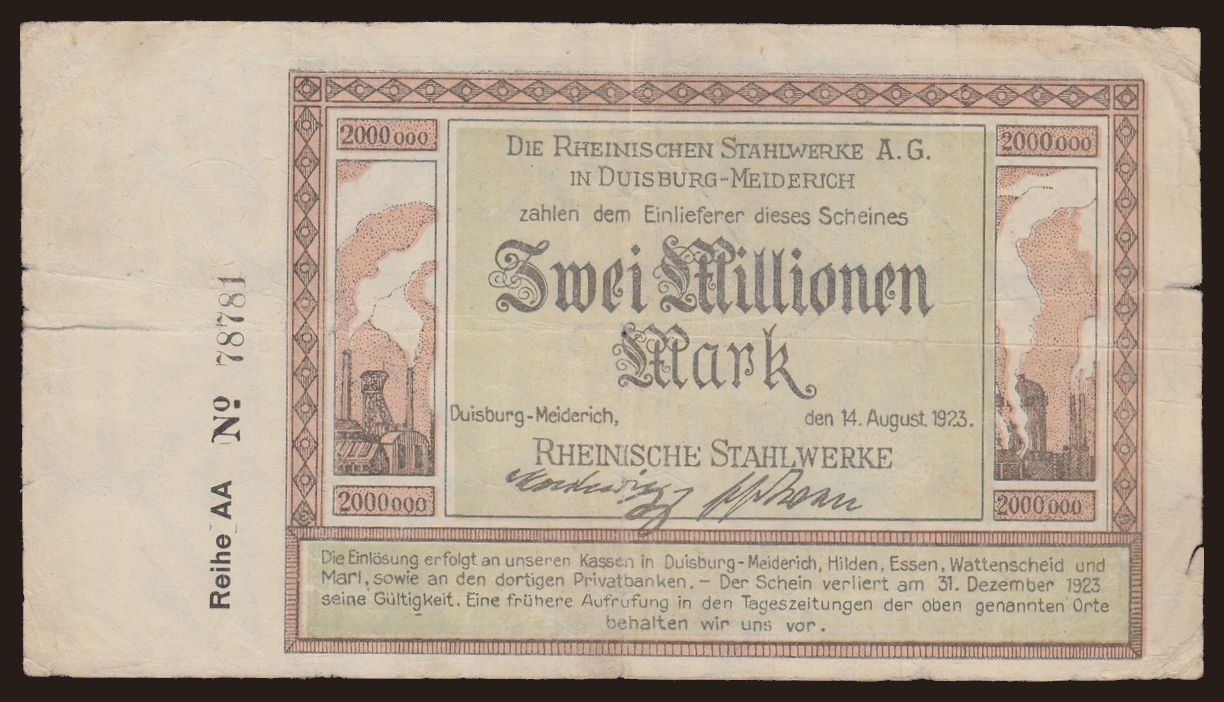 2000000
2000000
DIE RHEINISCHEN STAHLWERKE A.G.
IN DUISBURG-MEIDERICH
zahlen dem Einlieferer dieses Scheines
Zwei Millionen
Mark
Duisburg-Meiderich, den 14. August 1923.
RHEINISCHE STAHLWERKE
2000000
2000000
Die Einlösung erfolgt an unseren Kassen in Duisburg-Meiderich, Hilden, Essen, Wattenscheid und
Marl, sowie an den dortigen Privatbanken. – Der Schein verliert am 31. Dezember 1923
seine Gültigkeit. Eine frühere Aufrufung in den Tageszeitungen der oben genannten Orte
behalten wir uns vor.
Reihe AA No. 78781